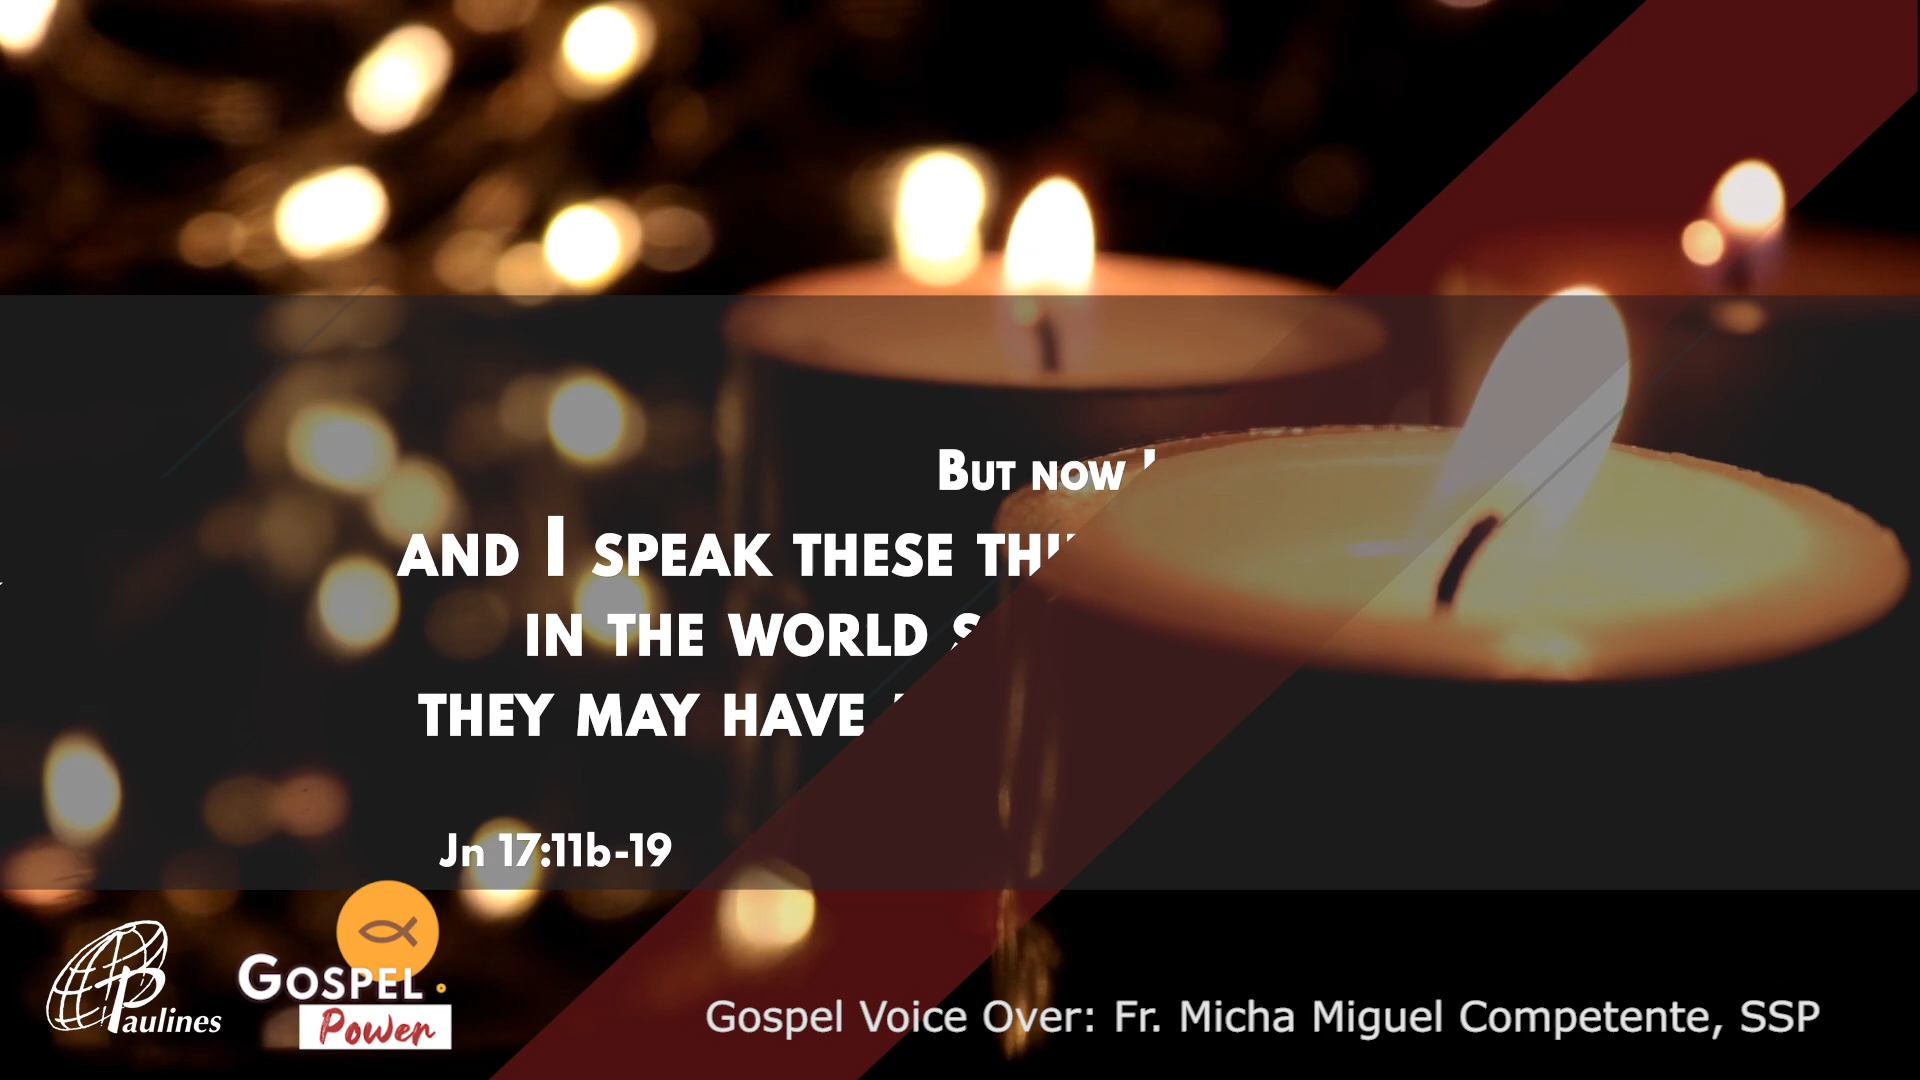 But now
and I speak these
in the world
they may have
Jn 17:11b-19
Paulines
Gospel
Power
Gospel Voice Over: Fr. Micha Miguel Competente, SSP